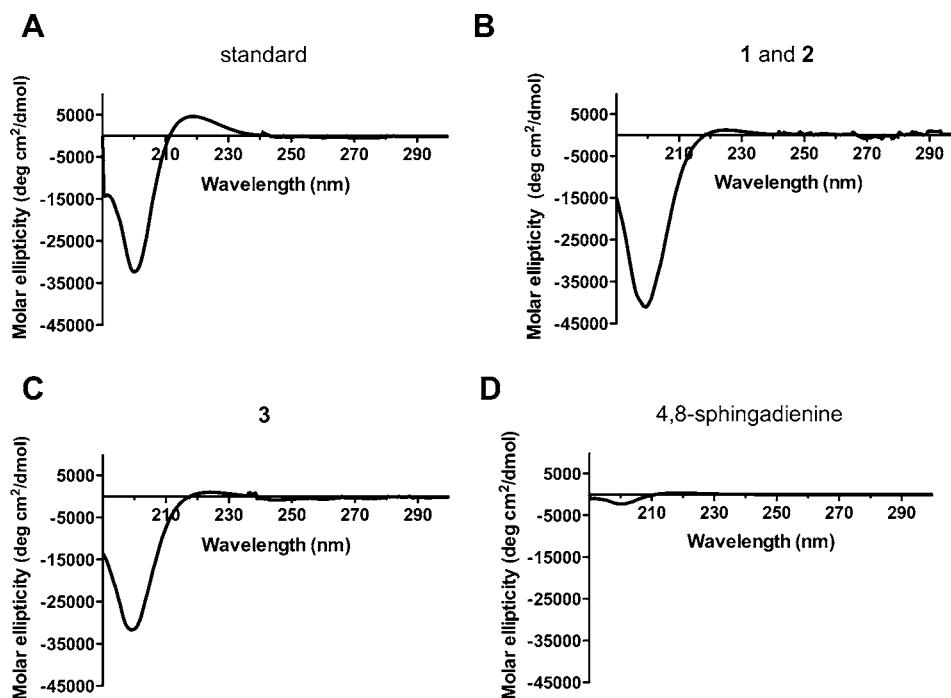 A
standard
Molar ellipticity (deg cm²/dmol)
5000
-5000
-15000
-25000
-35000
-45000
210 230 250 270 290
Wavelength (nm)
B
1 and 2
Molar ellipticity (deg cm²/dmol)
5000
-5000
-15000
-25000
-35000
-45000
210 230 250 270 290
Wavelength (nm)
C
3
Molar ellipticity (deg cm²/dmol)
5000
-5000
-15000
-25000
-35000
-45000
210 230 250 270 290
Wavelength (nm)
D
4,8-sphingadienine
Molar ellipticity (deg cm²/dmol)
5000
-5000
-15000
-25000
-35000
-45000
210 230 250 270 290
Wavelength (nm)